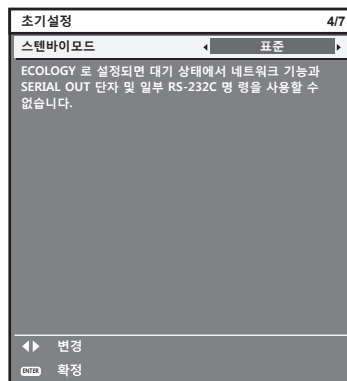 초기설정 4/7
스텐바이모드 표준
ECOLOGY 로 설정되면 대기 상태에서 네트워크 기능과
SERIAL OUT 단자 및 일부 RS-232C 명 령을 사용할 수
없습니다.
변경
ENTER 확정